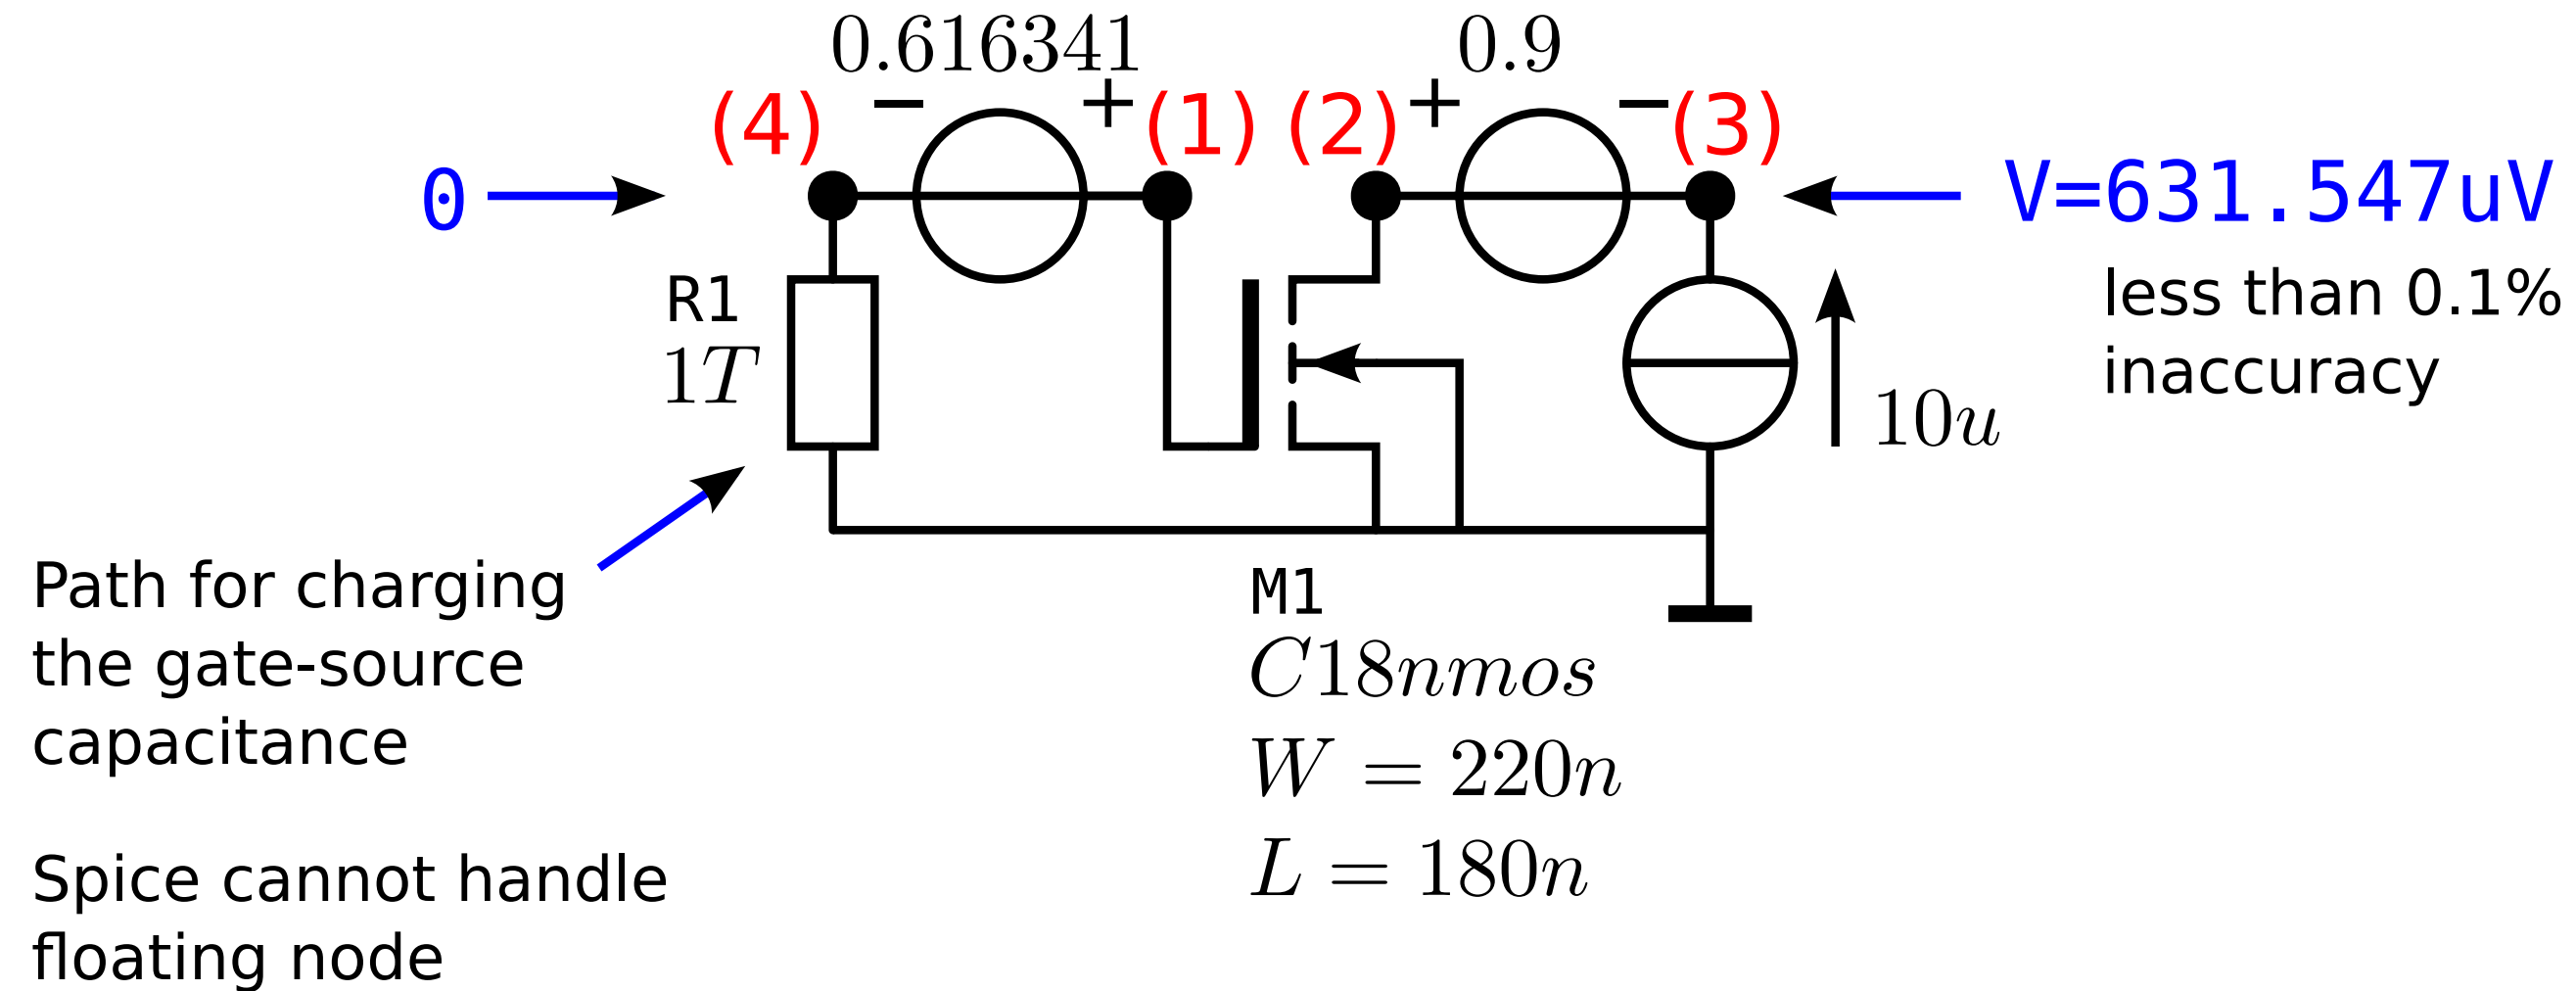 0.616341
0.9
(4)
−
+
(1)
(2)
+
−
(3)
0
V=631.547uV
less than 0.1%
inaccuracy
R1
1T
10u
Path for charging
the gate-source
capacitance
M1
C18nmos
W = 220n
L = 180n
Spice cannot handle
floating node